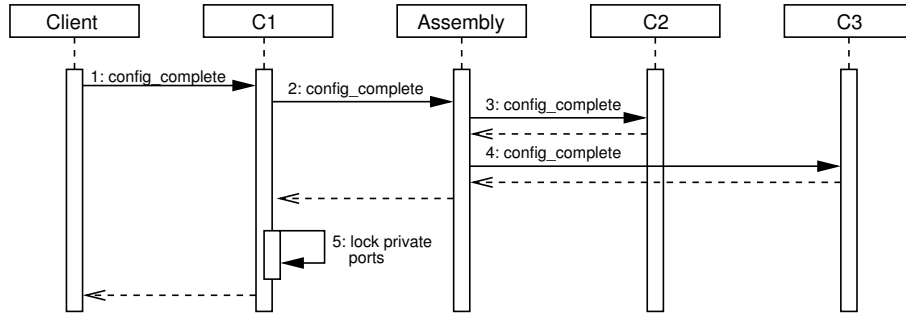 Client
C1
Assembly
C2
C3
1: config_complete
2: config_complete
3: config_complete
4: config_complete
5: lock private
ports